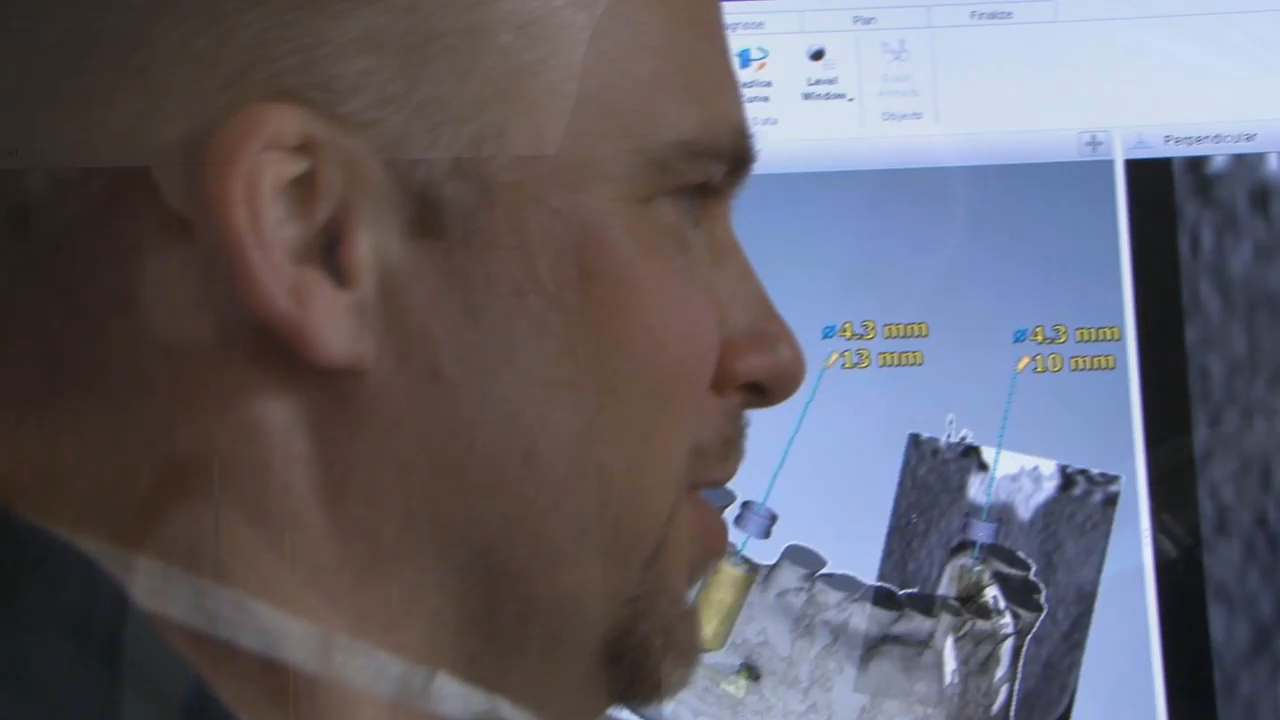 Plan
Finalize
Level
Window
Objects
Perpendicular
ø4.3 mm
13 mm
ø4.3 mm
10 mm